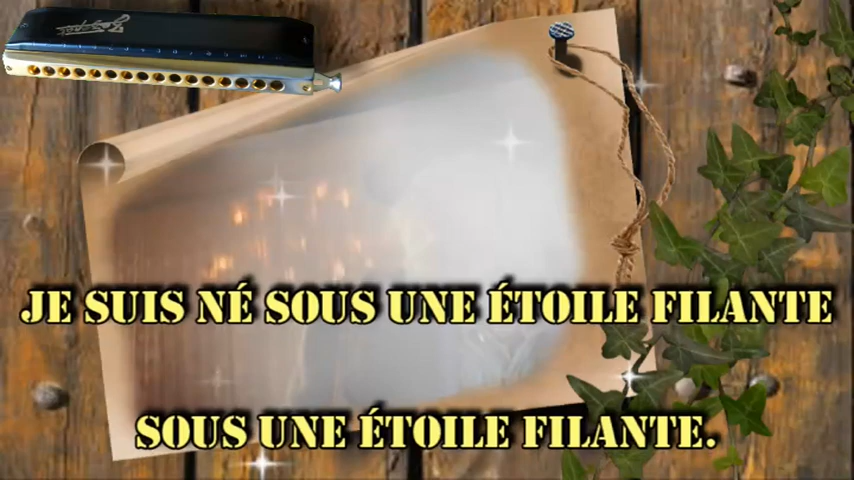 JE SUIS NÉ SOUS UNE ÉTOILE FILANTE
SOUS UNE ÉTOILE FILANTE.